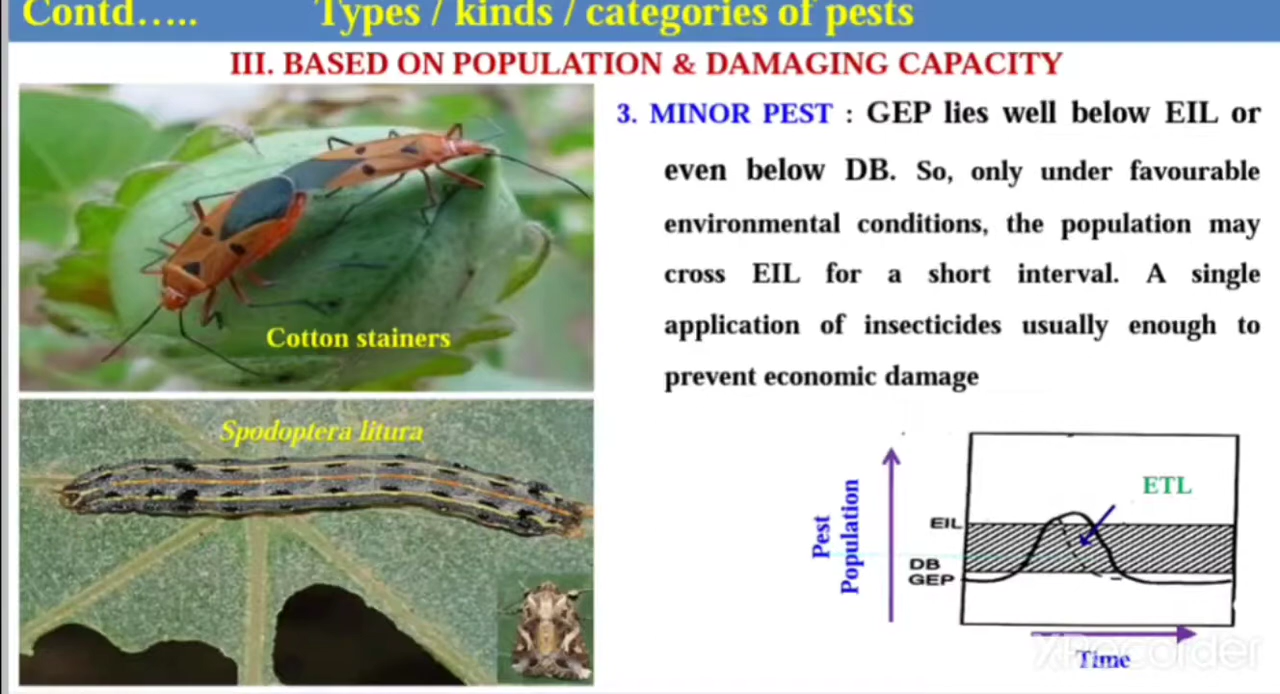 Contd….. Types / kinds / categories of pests
III. BASED ON POPULATION & DAMAGING CAPACITY
Cotton stainers
Spodoptera litura
3. MINOR PEST : GEP lies well below EIL or
even below DB. So, only under favourable
environmental conditions, the population may
cross EIL for a short interval. A single
application of insecticides usually enough to
prevent economic damage
Pest
Population
ETL
EIL
DB
GEP
Time
XRecorder